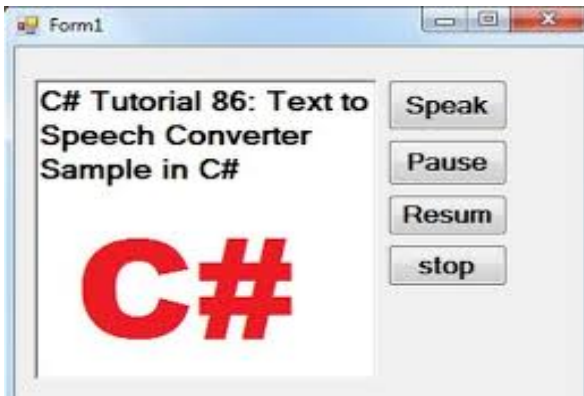 Form1
C# Tutorial 86: Text to
Speech Converter
Sample in C#
C#
Speak
Pause
Resum
stop